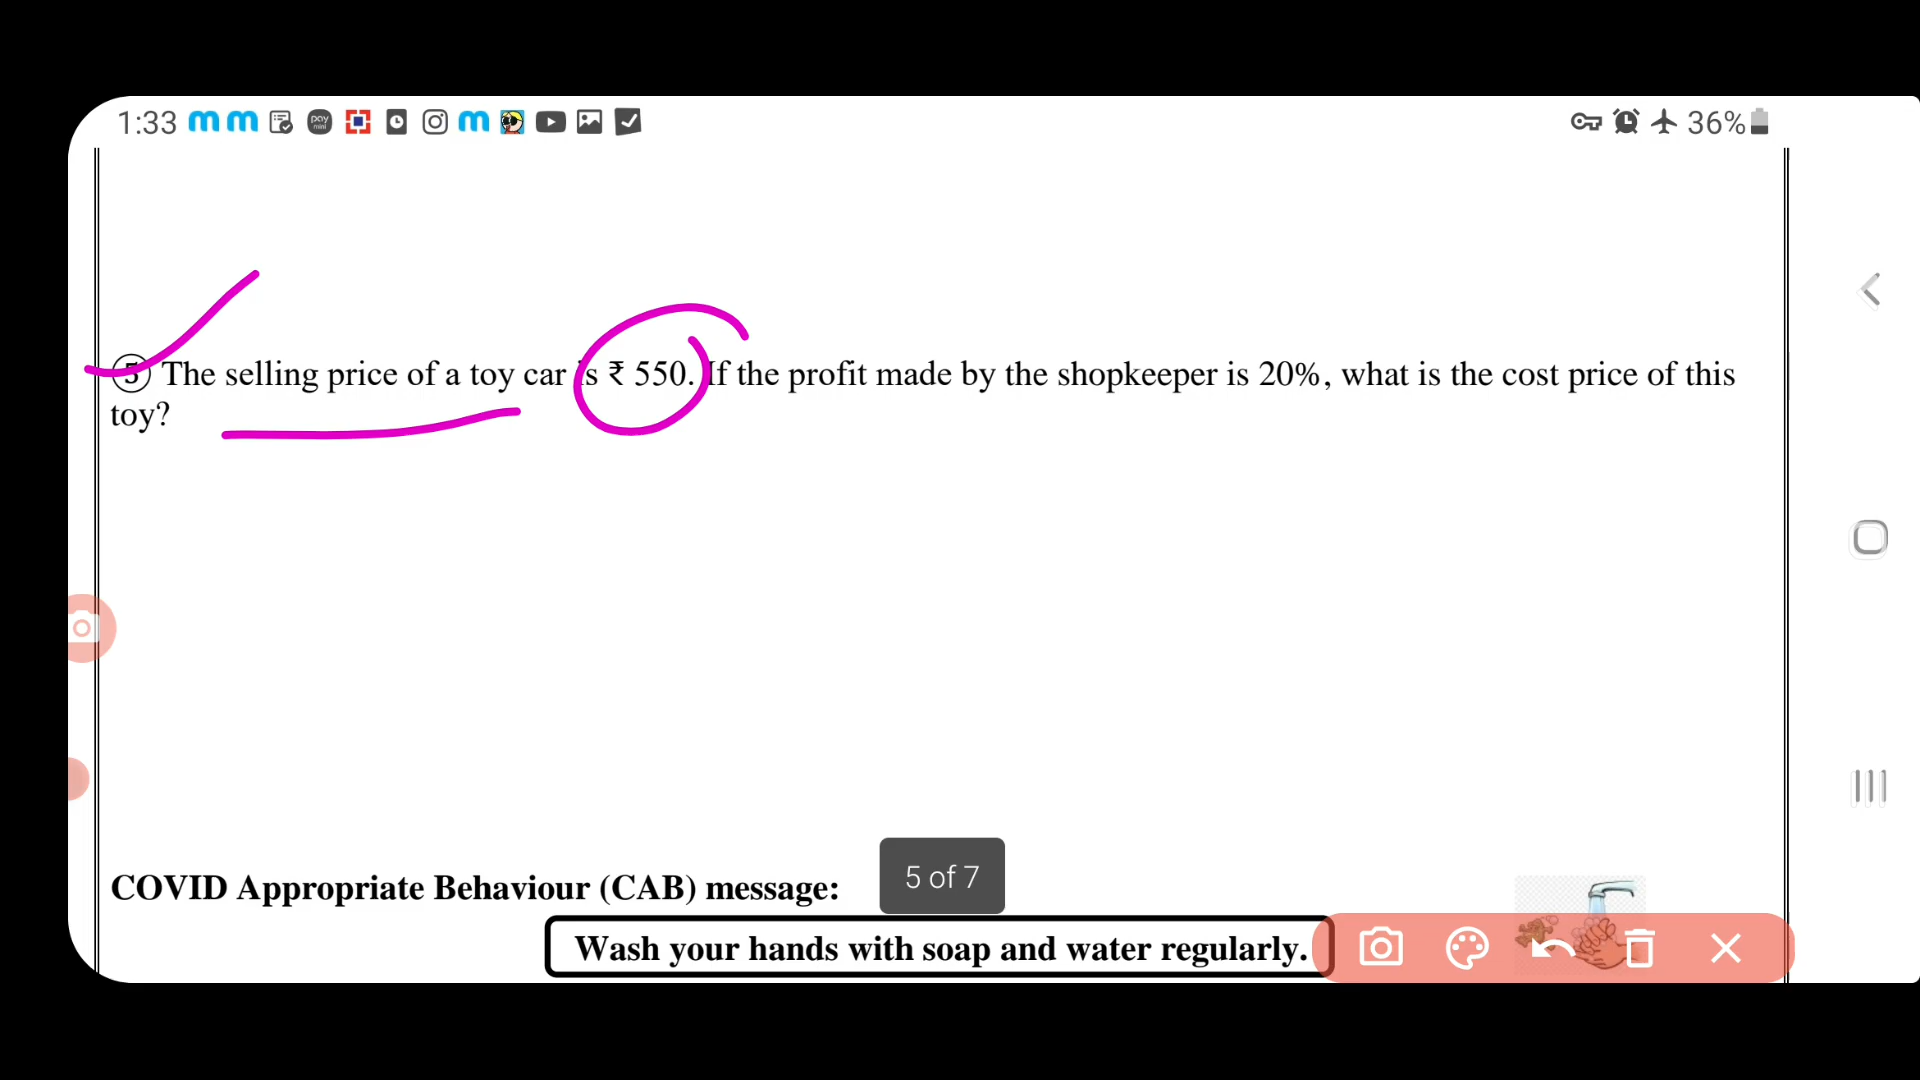 1:33 m m pay mini m 36%
⑤ The selling price of a toy car is ₹ 550. If the profit made by the shopkeeper is 20%, what is the cost price of this
toy?
5 of 7
COVID Appropriate Behaviour (CAB) message:
Wash your hands with soap and water regularly.